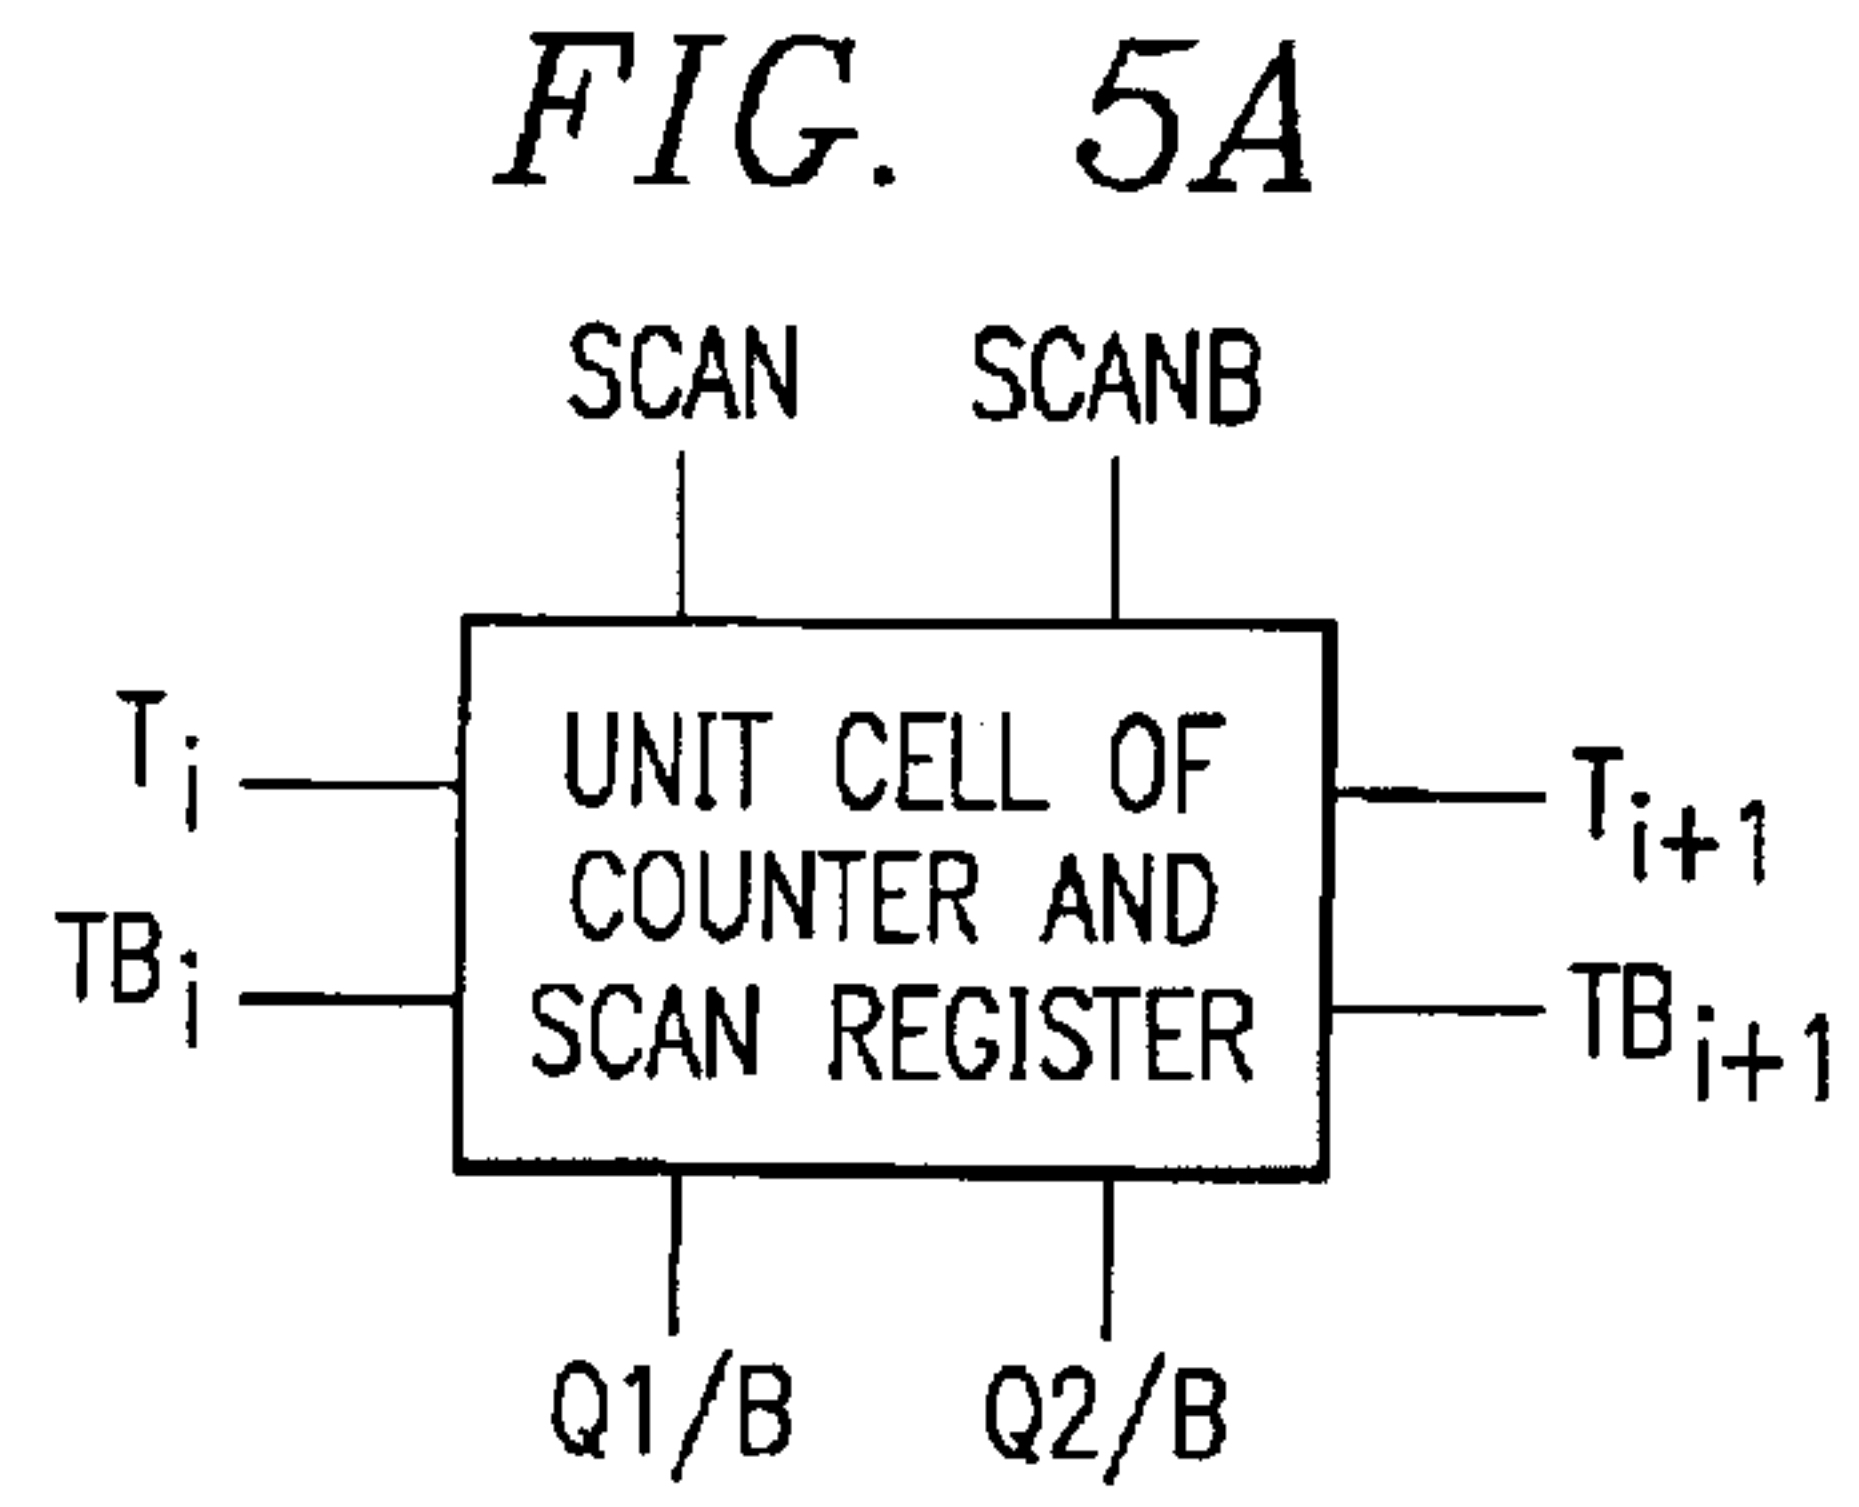 FIG. 5A
SCAN SCANB
T_i
UNIT CELL OF
T_{i+1}
COUNTER AND
TB_i
SCAN REGISTER
TB_{i+1}
Q1/B Q2/B